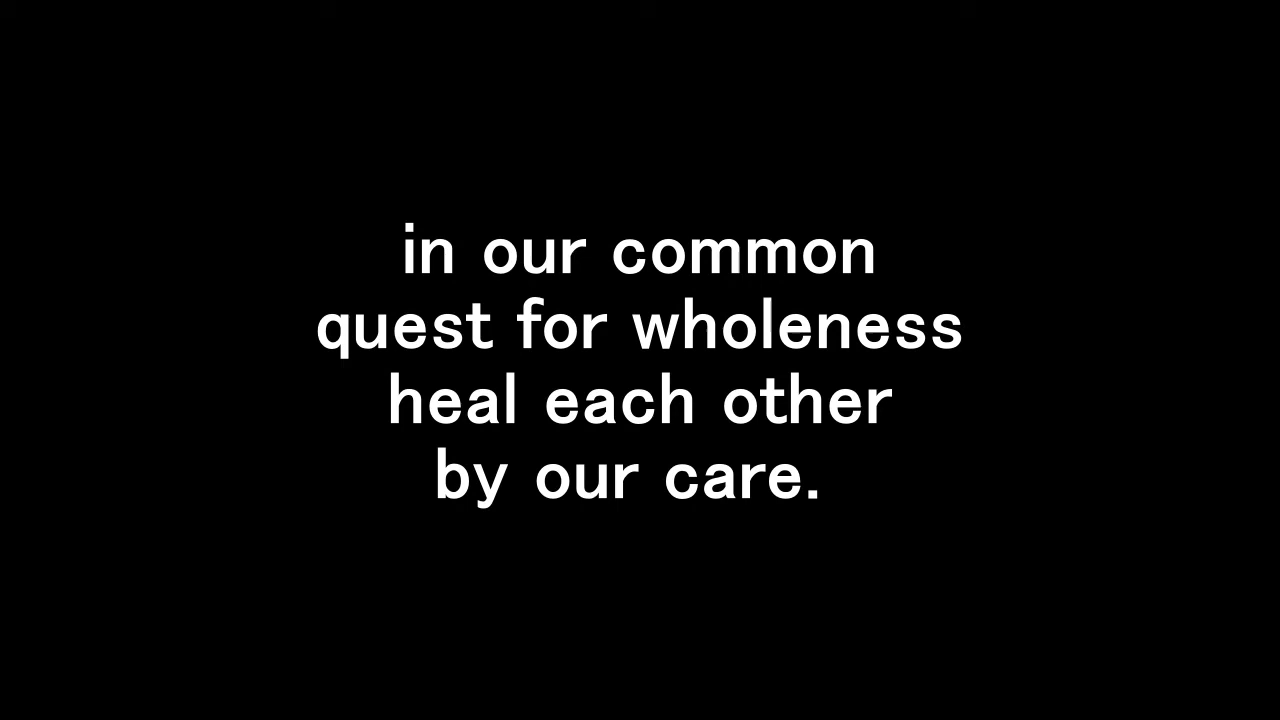 in our common
quest for wholeness
heal each other
by our care.